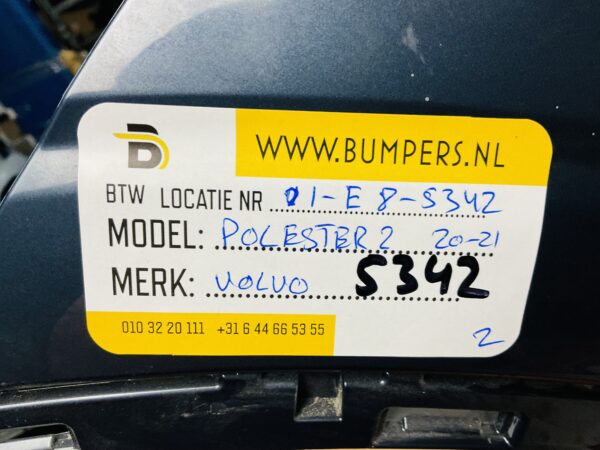 B
WWW.BUMPERS.NL
BTW LOCATIE NR 01-E 8-S342
MODEL: POLESTER 2 20-21
MERK: VOLVO S342
010 32 20 111 +31 6 44 66 53 55
2